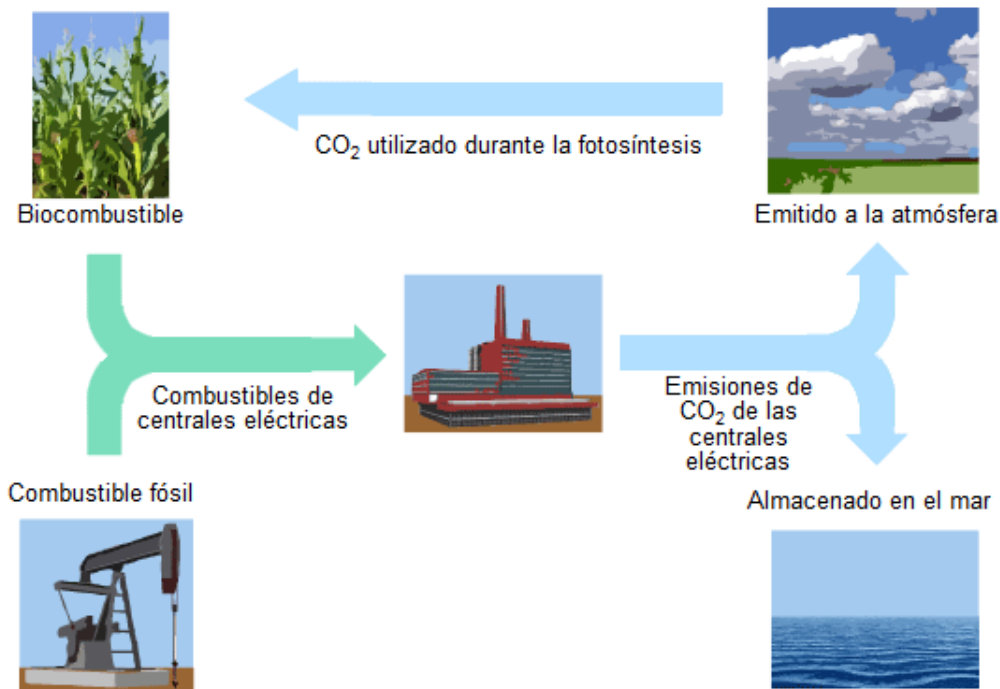 CO₂ utilizado durante la fotosíntesis
Biocombustible
Emitido a la atmósfera
Combustibles de
centrales eléctricas
Emisiones de
CO₂ de las
centrales
eléctricas
Combustible fósil
Almacenado en el mar